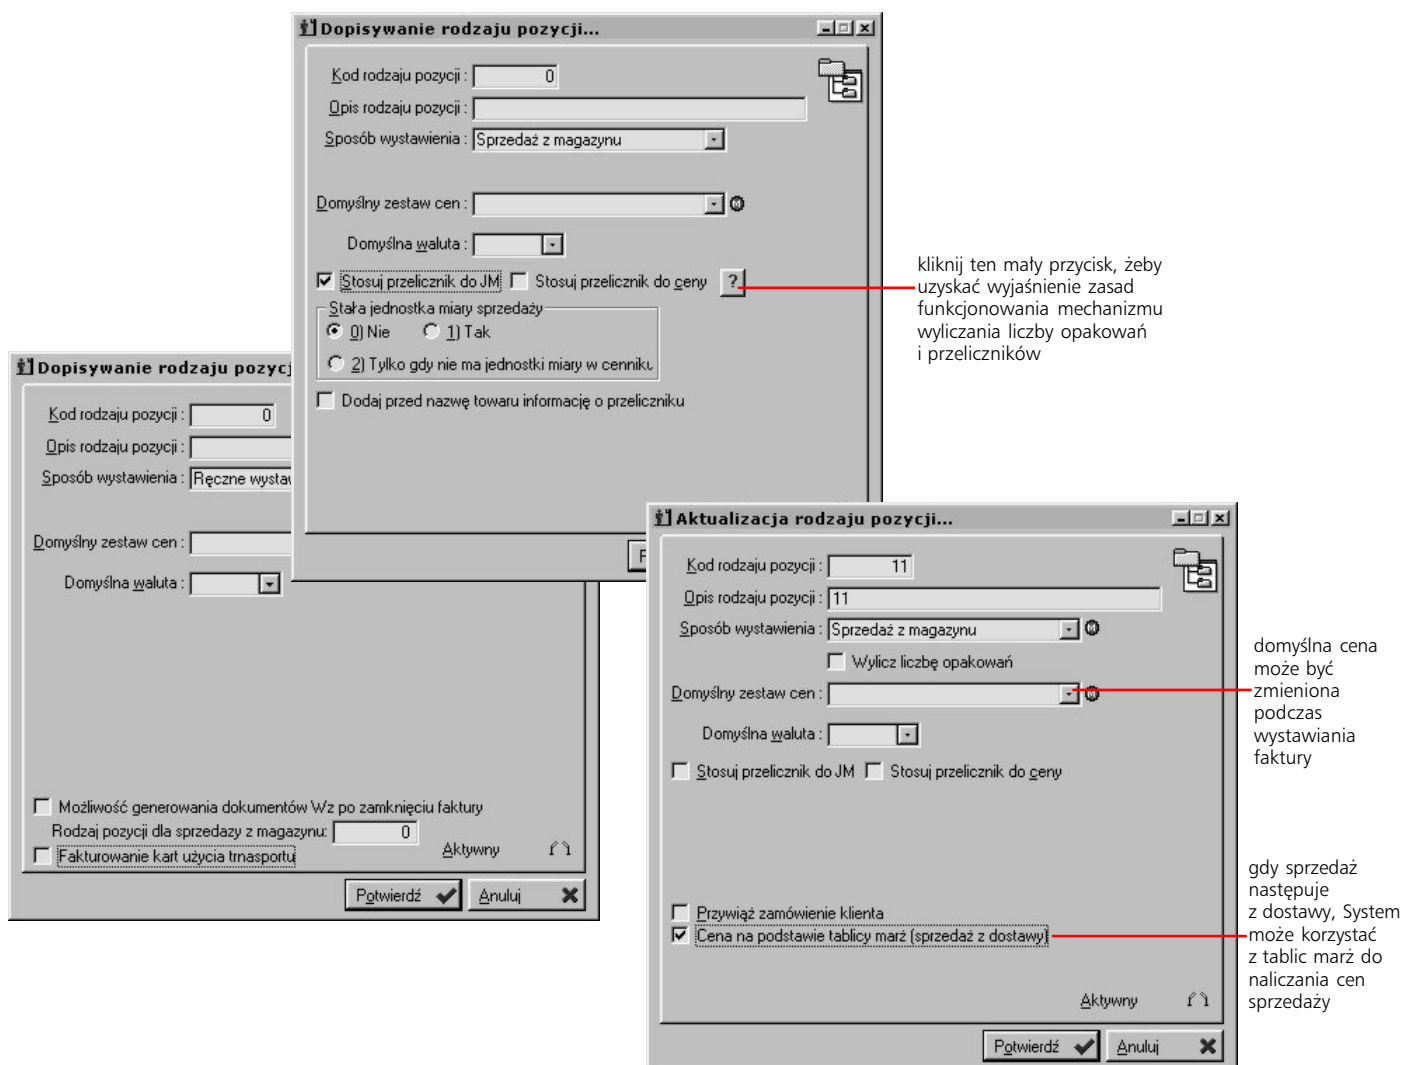 Dopisywanie rodzaju pozycji...
Kod rodzaju pozycji : 0
Opis rodzaju pozycji :
Sposób wystawienia : Sprzedaż z magazynu
Domyślny zestaw cen :
Domyślna waluta :
Stosuj przelicznik do JM Stosuj przelicznik do ceny ?
Stała jednostka miary sprzedaży
0) Nie 1) Tak
2) Tylko gdy nie ma jednostki miary w cenniku
Dodaj przed nazwę towaru informację o przeliczniku
kliknij ten mały przycisk, żeby
uzyskać wyjaśnienie zasad
funkcjonowania mechanizmu
wyliczania liczby opakowań
i przeliczników
Dopisywanie rodzaju pozycj
Kod rodzaju pozycji : 0
Opis rodzaju pozycji :
Sposób wystawienia : Ręczne wystaw
Domyślny zestaw cen :
Domyślna waluta :
Możliwość generowania dokumentów Wz po zamknięciu faktury
Rodzaj pozycji dla sprzedazy z magazynu: 0
Fakturowanie kart użycia trnasportu
Aktywny
Potwierdź Anuluj
Aktualizacja rodzaju pozycji...
Kod rodzaju pozycji : 11
Opis rodzaju pozycji : 11
Sposób wystawienia : Sprzedaż z magazynu
Wylicz liczbę opakowań
Domyślny zestaw cen :
Domyślna waluta :
Stosuj przelicznik do JM Stosuj przelicznik do ceny
Przywiąż zamówienie klienta
Cena na podstawie tablicy marż (sprzedaż z dostawy)
Aktywny
Potwierdź Anuluj
domyślna cena
może być
zmieniona
podczas
wystawiania
faktury
gdy sprzedaż
następuje
z dostawy, System
może korzystać
z tablic marż do
naliczania cen
sprzedaży